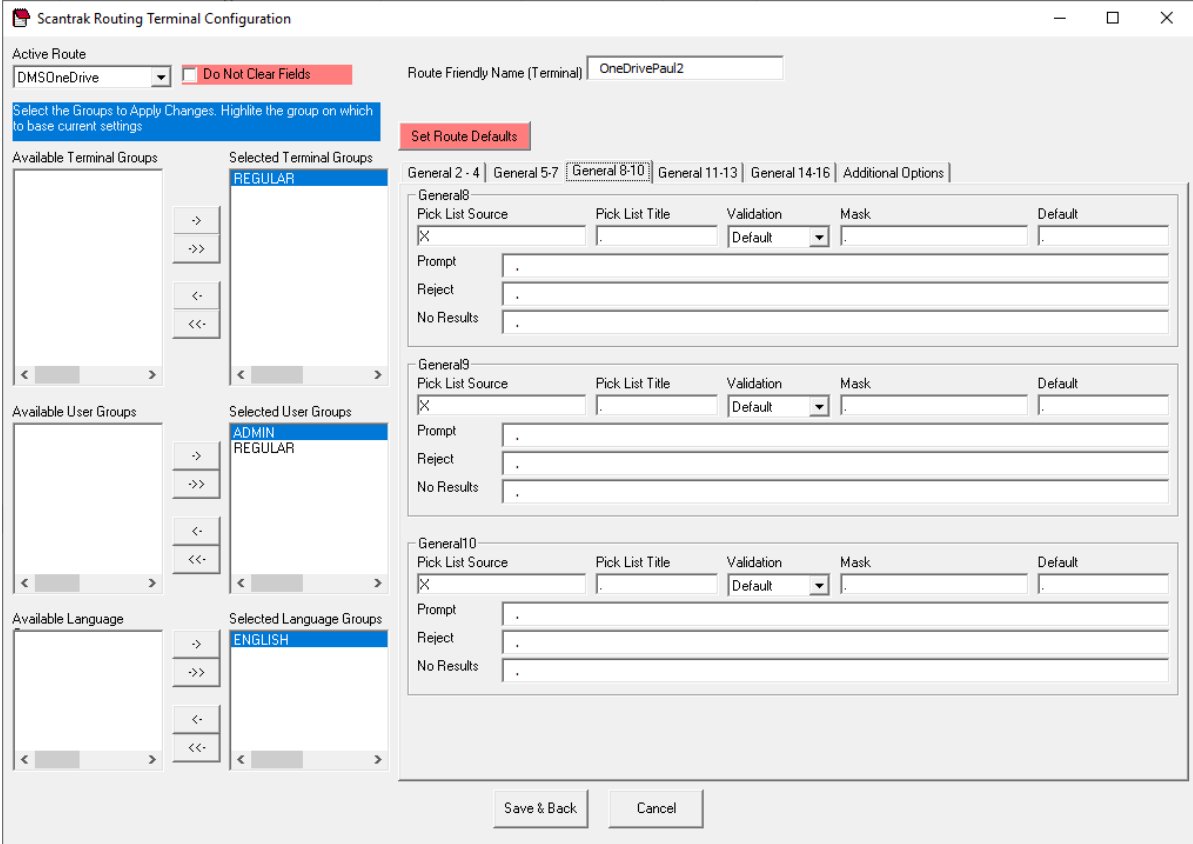 Scantrak Routing Terminal Configuration
Active Route
DMSOneDrive
Do Not Clear Fields
Route Friendly Name (Terminal)
OneDrivePaul2
Select the Groups to Apply Changes. Highlite the group on which
to base current settings
Set Route Defaults
Available Terminal Groups
Selected Terminal Groups
REGULAR
->
->>
<-
<<-
Available User Groups
Selected User Groups
ADMIN
REGULAR
->
->>
<-
<<-
Available Language
Selected Language Groups
ENGLISH
->
->>
<-
<<-
General 2 - 4 General 5-7 General 8-10 General 11-13 General 14-16 Additional Options
General8
Pick List Source Pick List Title Validation Mask Default
X . Default . .
Prompt .
Reject .
No Results .
General9
Pick List Source Pick List Title Validation Mask Default
X . Default . .
Prompt .
Reject .
No Results .
General10
Pick List Source Pick List Title Validation Mask Default
X . Default . .
Prompt .
Reject .
No Results .
Save & Back
Cancel